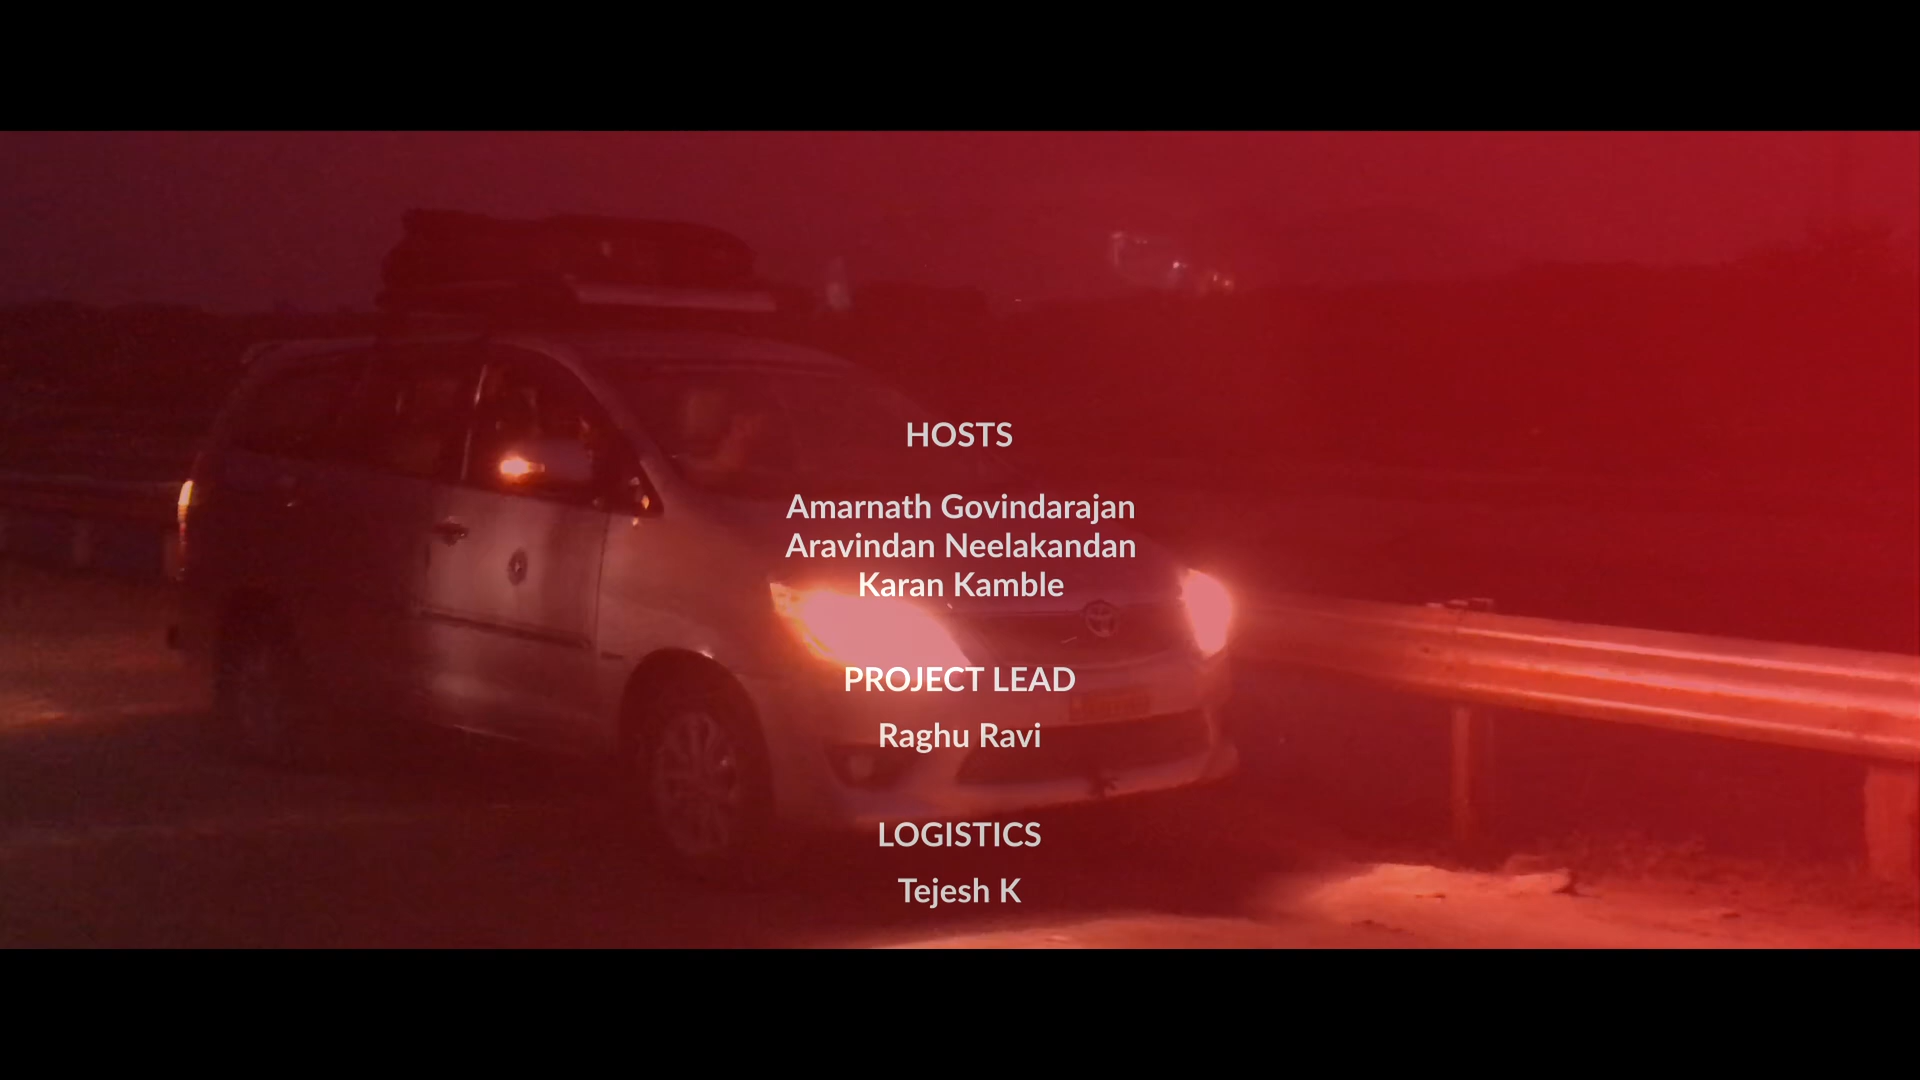 HOSTS
Amarnath Govindarajan
Aravindan Neelakandan
Karan Kamble
PROJECT LEAD
Raghu Ravi
LOGISTICS
Tejesh K